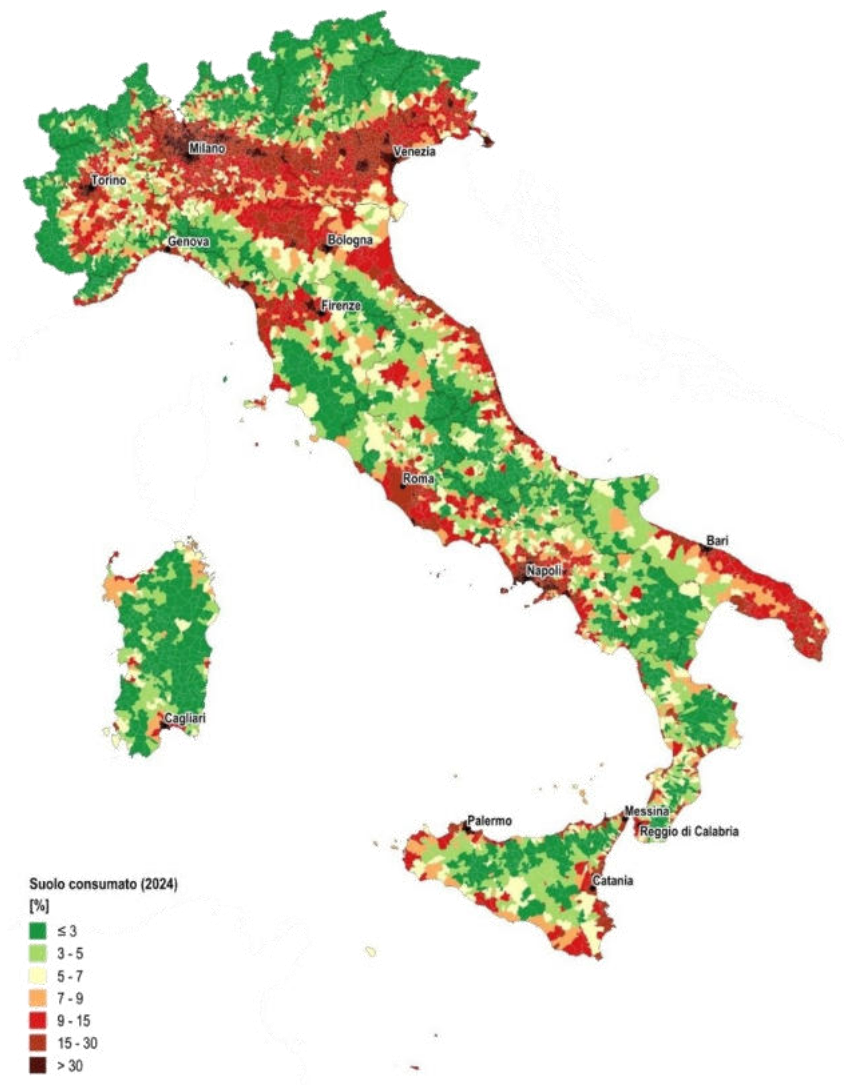 Milano
Venezia
Torino
Genova
Bologna
Firenze
Roma
Bari
Napoli
Cagliari
Messina
Palermo
Reggio di Calabria
Catania
Suolo consumato (2024)
[%]
≤ 3
3 - 5
5 - 7
7 - 9
9 - 15
15 - 30
> 30